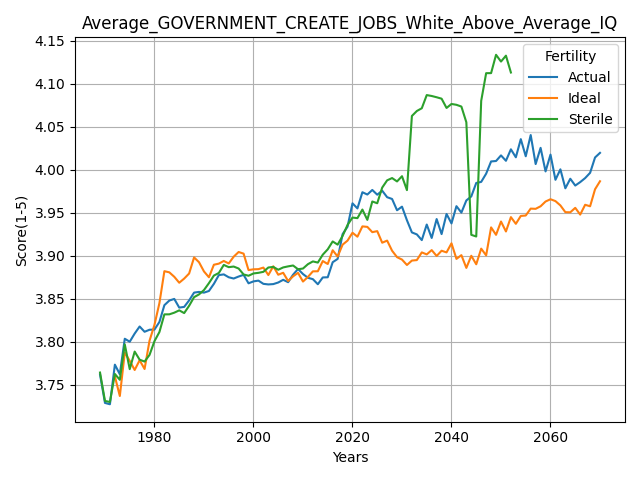 Average_GOVERNMENT_CREATE_JOBS_White_Above_Average_IQ
4.15
4.10
4.05
4.00
3.95
3.90
3.85
3.80
3.75
Score(1-5)
Fertility
Actual
Ideal
Sterile
1980 2000 2020 2040 2060
Years